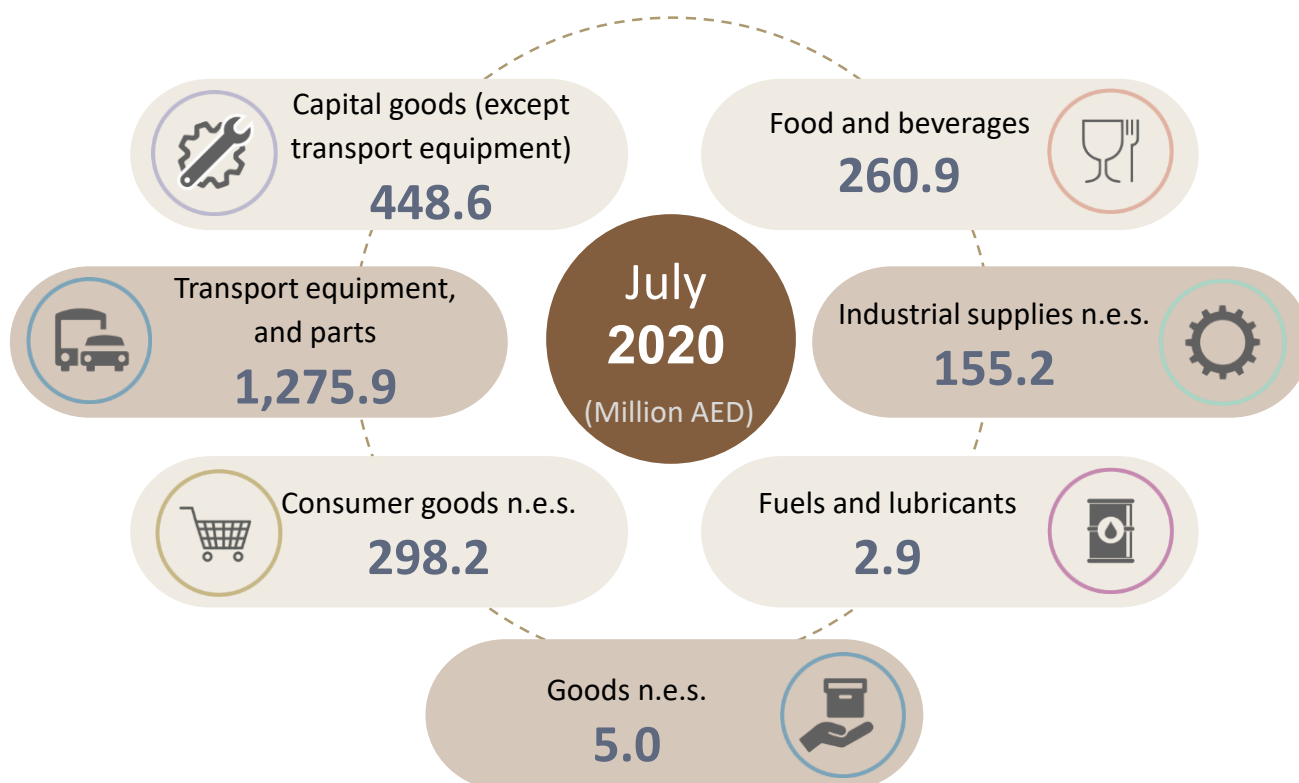 Capital goods (except
transport equipment)
448.6
Food and beverages
260.9
July
2020
(Million AED)
Transport equipment,
and parts
1,275.9
Industrial supplies n.e.s.
155.2
Consumer goods n.e.s.
298.2
Fuels and lubricants
2.9
Goods n.e.s.
5.0